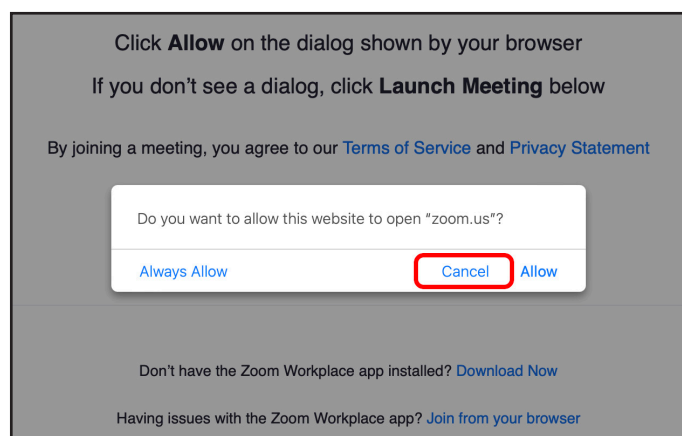 Click Allow on the dialog shown by your browser
If you don’t see a dialog, click Launch Meeting below
By joining a meeting, you agree to our Terms of Service and Privacy Statement
Do you want to allow this website to open “zoom.us”?
Always Allow Cancel Allow
Don’t have the Zoom Workplace app installed? Download Now
Having issues with the Zoom Workplace app? Join from your browser